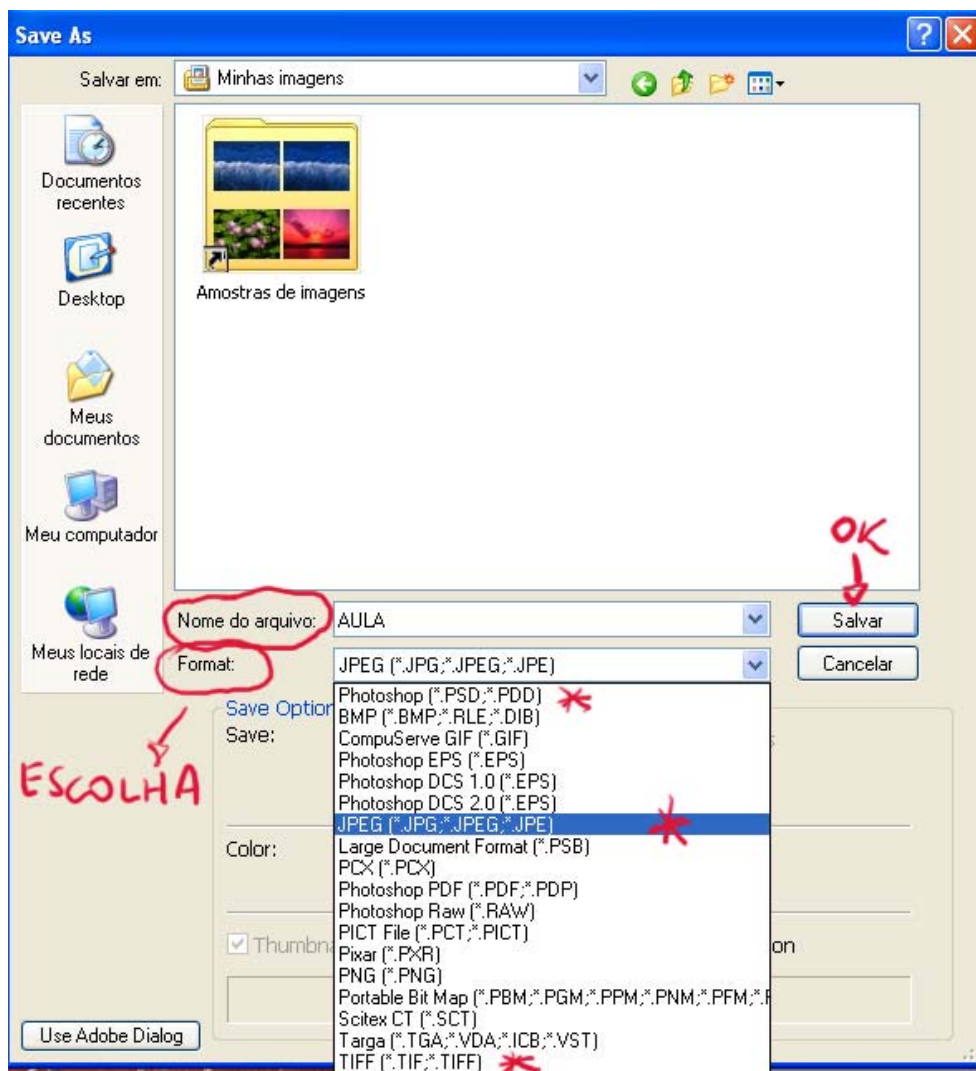 Save As
Salvar em:
Minhas imagens
Documentos
recentes
Desktop
Meus
documentos
Meu computador
Meus locais de
rede
Amostras de imagens
OK
Nome do arquivo:
AULA
Salvar
Format:
JPEG (*.JPG;*.JPEG;*.JPE)
Cancelar
ESCOLHA
Photoshop (*.PSD;*.PDD)
BMP (*.BMP;*.RLE;*.DIB)
CompuServe GIF (*.GIF)
Photoshop EPS (*.EPS)
Photoshop DCS 1.0 (*.EPS)
Photoshop DCS 2.0 (*.EPS)
JPEG (*.JPG;*.JPEG;*.JPE)
Large Document Format (*.PSB)
PCX (*.PCX)
Photoshop PDF (*.PDF;*.PDP)
Photoshop Raw (*.RAW)
PICT File (*.PCT;*.PICT)
Pixar (*.PXR)
PNG (*.PNG)
Portable Bit Map (*.PBM;*.PGM;*.PPM;*.PNM;*.PFM;*.
Scitex CT (*.SCT)
Targa (*.TGA;*.VDA;*.ICB;*.VST)
TIFF (*.TIF;*.TIFF)
Save Option
Save:
Color:
Thumbn
on
Use Adobe Dialog